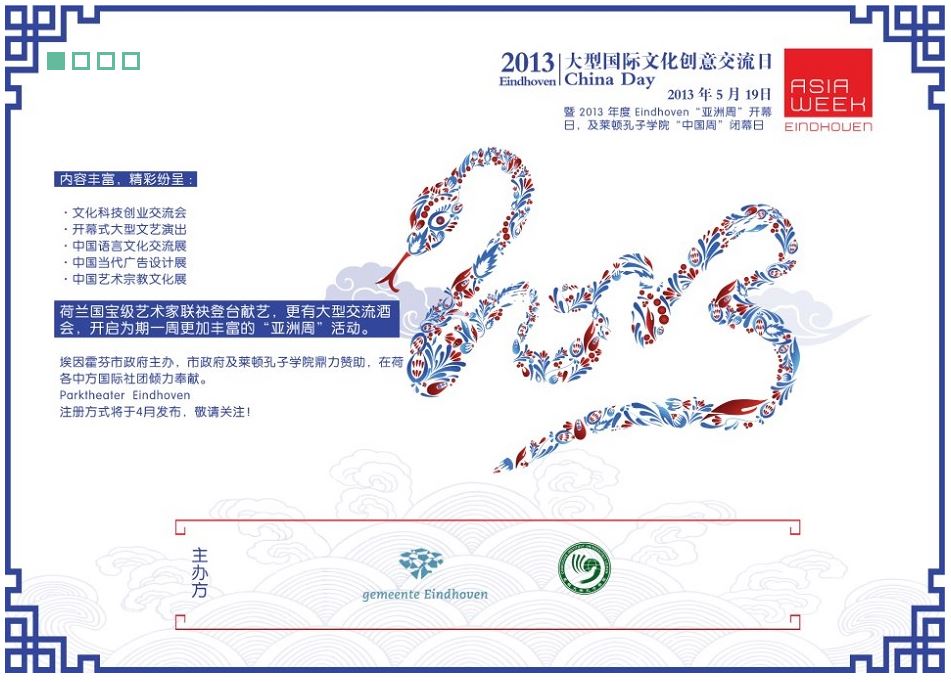 2013 大型国际文化创意交流日
Eindhoven China Day
2013 年 5 月 19日
暨 2013 年度 Eindhoven “亚洲周”开幕
日，及莱顿孔子学院“中国周”闭幕日
ASIA
WEEK
EINDHOVEN
内容丰富，精彩纷呈：
· 文化科技创业交流会
· 开幕式大型文艺演出
· 中国语言文化交流展
· 中国当代广告设计展
· 中国艺术宗教文化展
荷兰国宝级艺术家联袂登台献艺，更有大型交流酒
会，开启为期一周更加丰富的“亚洲周”活动。
埃因霍芬市政府主办，市政府及莱顿孔子学院鼎力赞助，在荷
各中方国际社团倾力奉献。
Parktheater Eindhoven
注册方式将于4月发布，敬请关注！
主办方
gemeente Eindhoven